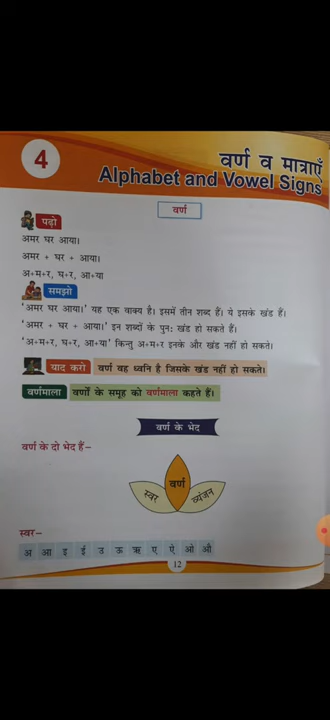 4
वर्ण व मात्राएँ
Alphabet and Vowel Signs
वर्ण
पढ़ो
अमर घर आया।
अमर + घर + आया।
अ+म+र, घ+र, आ+या
समझो
'अमर घर आया।' यह एक वाक्य है। इसमें तीन शब्द हैं। ये इसके खंड हैं।
'अमर + घर + आया।' इन शब्दों के पुन: खंड हो सकते हैं।
'अ+म+र, घ+र, आ+या' किन्तु अ+म+र इनके और खंड नहीं हो सकते।
याद करो वर्ण वह ध्वनि है जिसके खंड नहीं हो सकते।
वर्णमाला वर्णों के समूह को वर्णमाला कहते हैं।
वर्ण के भेद
वर्ण के दो भेद हैं–
वर्ण
स्वर व्यंजन
स्वर–
अ आ इ ई उ ऊ ऋ ए ऐ ओ औ
12